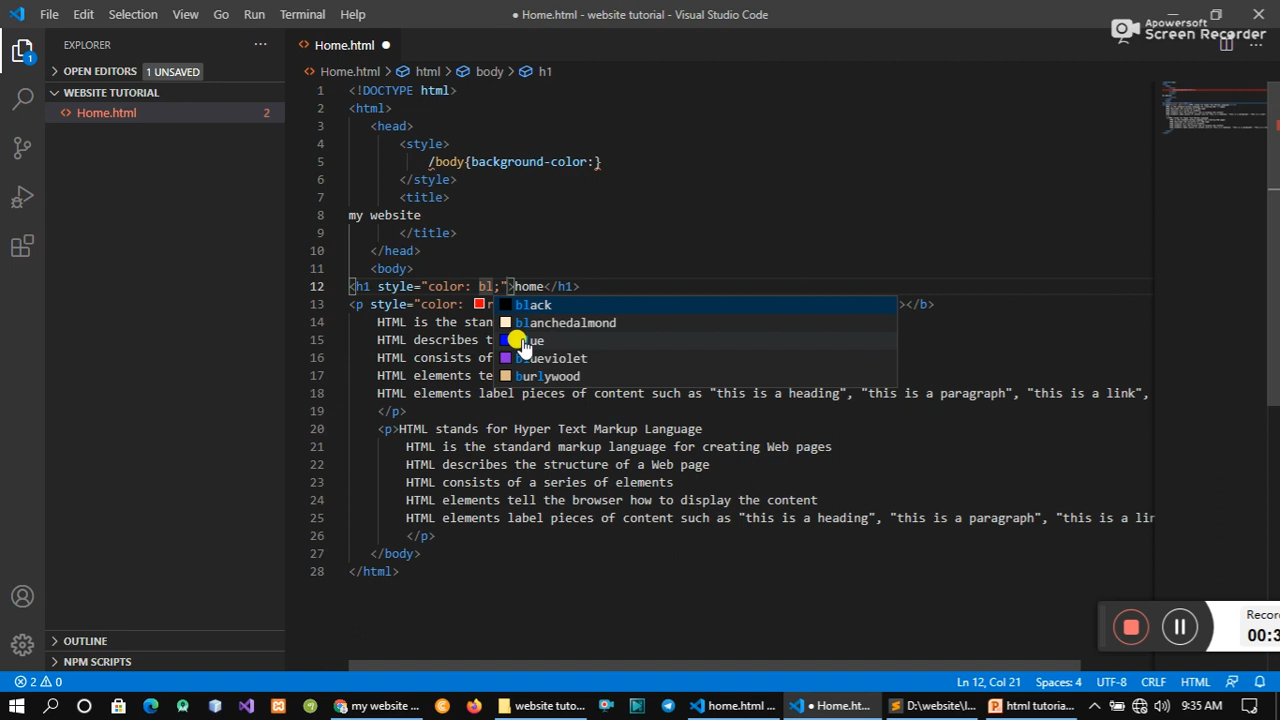 File Edit Selection View Go Run Terminal Help
● Home.html - website tutorial - Visual Studio Code
Apowersoft
Screen Recorder
EXPLORER
Home.html
1
OPEN EDITORS 1 UNSAVED
Home.html > html > body > h1
WEBSITE TUTORIAL
Home.html 2
1 <!DOCTYPE html>
2 <html>
3 <head>
4 <style>
5 /body{background-color:}
6 </style>
7 <title>
8 my website
9 </title>
10 </head>
11 <body>
12 <h1 style="color: bl;">home</h1>
13 <p style="color: r ></b>
black
blanchedalmond
ue
blueviolet
burlywood
14 HTML is the stan
15 HTML describes t
16 HTML consists of
17 HTML elements te
18 HTML elements label pieces of content such as "this is a heading", "this is a paragraph", "this is a link",
19 </p>
20 <p>HTML stands for Hyper Text Markup Language
21 HTML is the standard markup language for creating Web pages
22 HTML describes the structure of a Web page
23 HTML consists of a series of elements
24 HTML elements tell the browser how to display the content
25 HTML elements label pieces of content such as "this is a heading", "this is a paragraph", "this is a lin
26 </p>
27 </body>
28 </html>
Recor
00:3
OUTLINE
NPM SCRIPTS
2 0
Ln 12, Col 21 Spaces: 4 UTF-8 CRLF HTML
my website ...
website tuto...
home.html ...
● Home.ht...
D:\website\l...
html tutoria...
9:35 AM